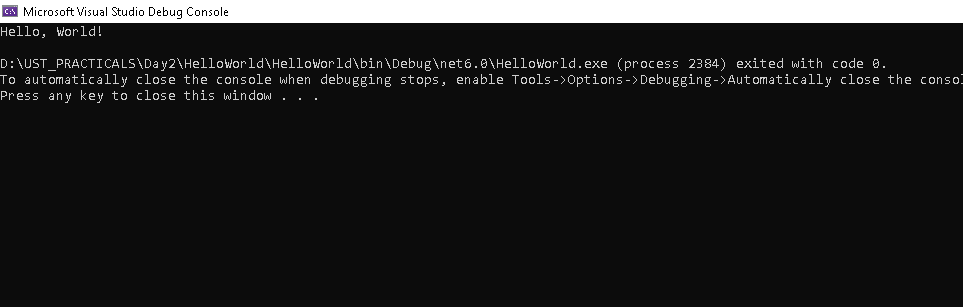 C:\ Microsoft Visual Studio Debug Console
Hello, World!
D:\UST_PRACTICALS\Day2\HelloWorld\HelloWorld\bin\Debug\net6.0\HelloWorld.exe (process 2384) exited with code 0.
To automatically close the console when debugging stops, enable Tools->Options->Debugging->Automatically close the consol
Press any key to close this window . . .